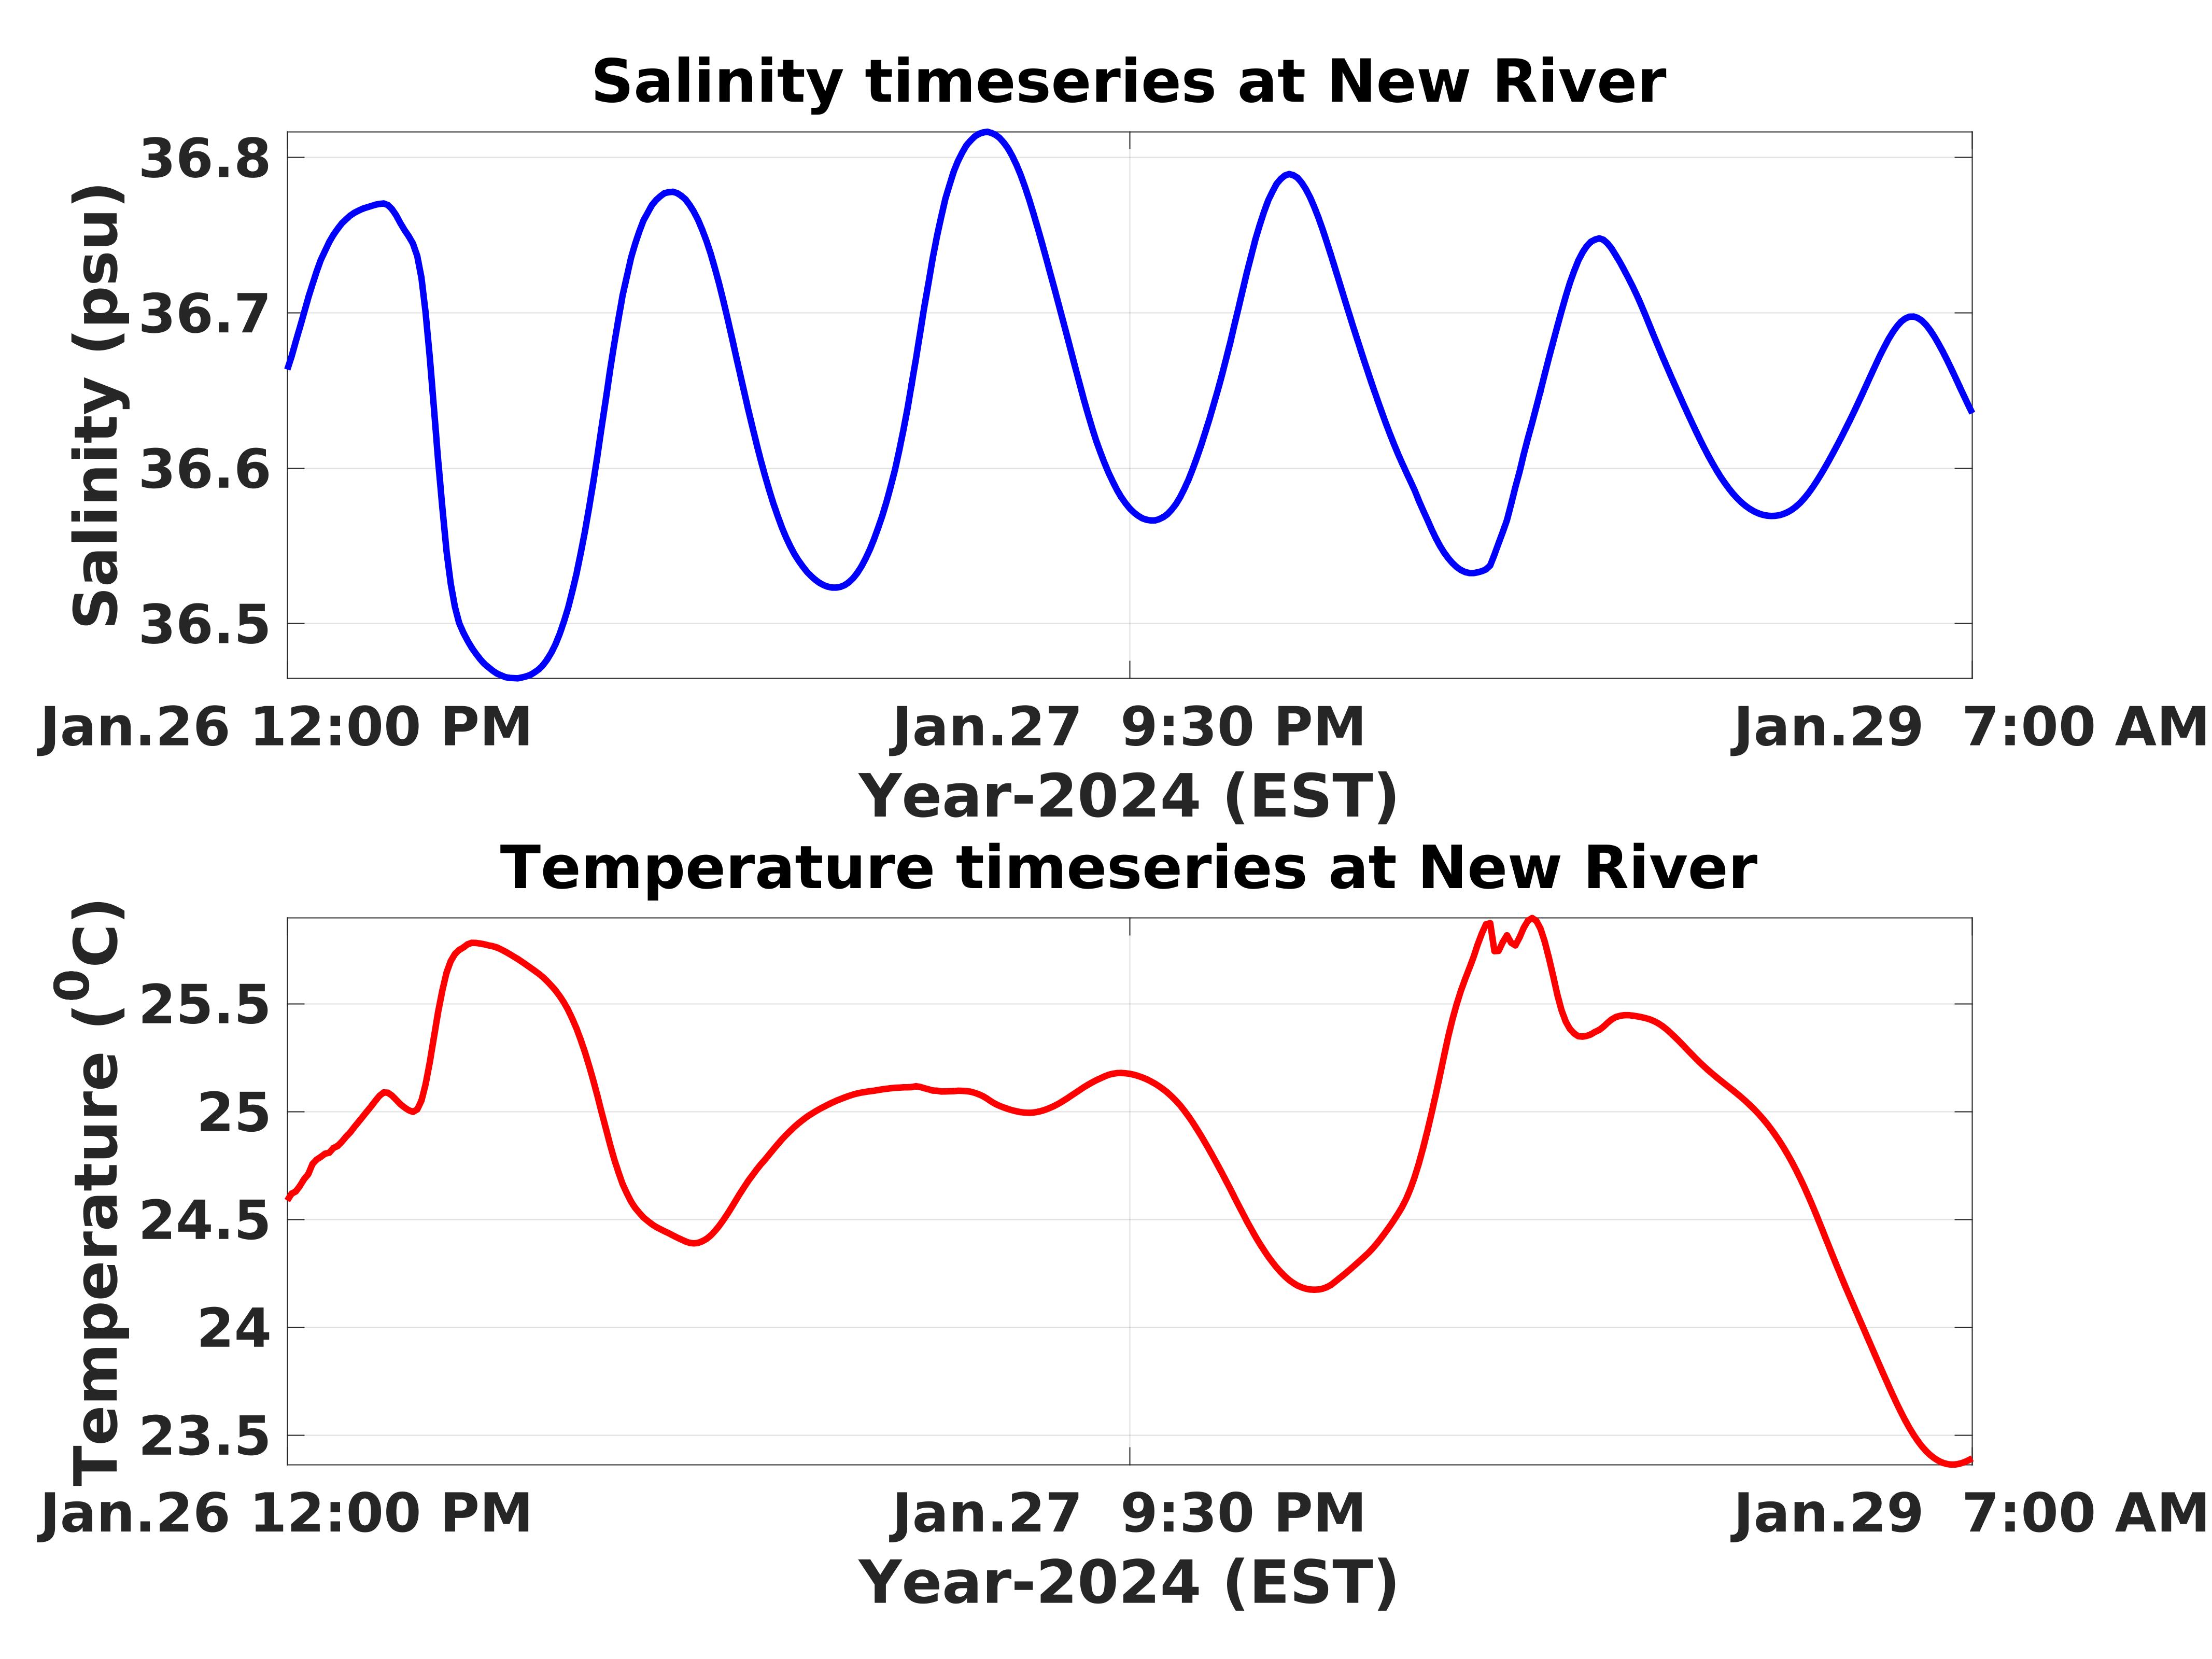 Salinity timeseries at New River
Salinity (psu)
36.8
36.7
36.6
36.5
Jan.26 12:00 PM Jan.27 9:30 PM Jan.29 7:00 AM
Year-2024 (EST)
Temperature timeseries at New River
Temperature (⁰C)
25.5
25
24.5
24
23.5
Jan.26 12:00 PM Jan.27 9:30 PM Jan.29 7:00 AM
Year-2024 (EST)